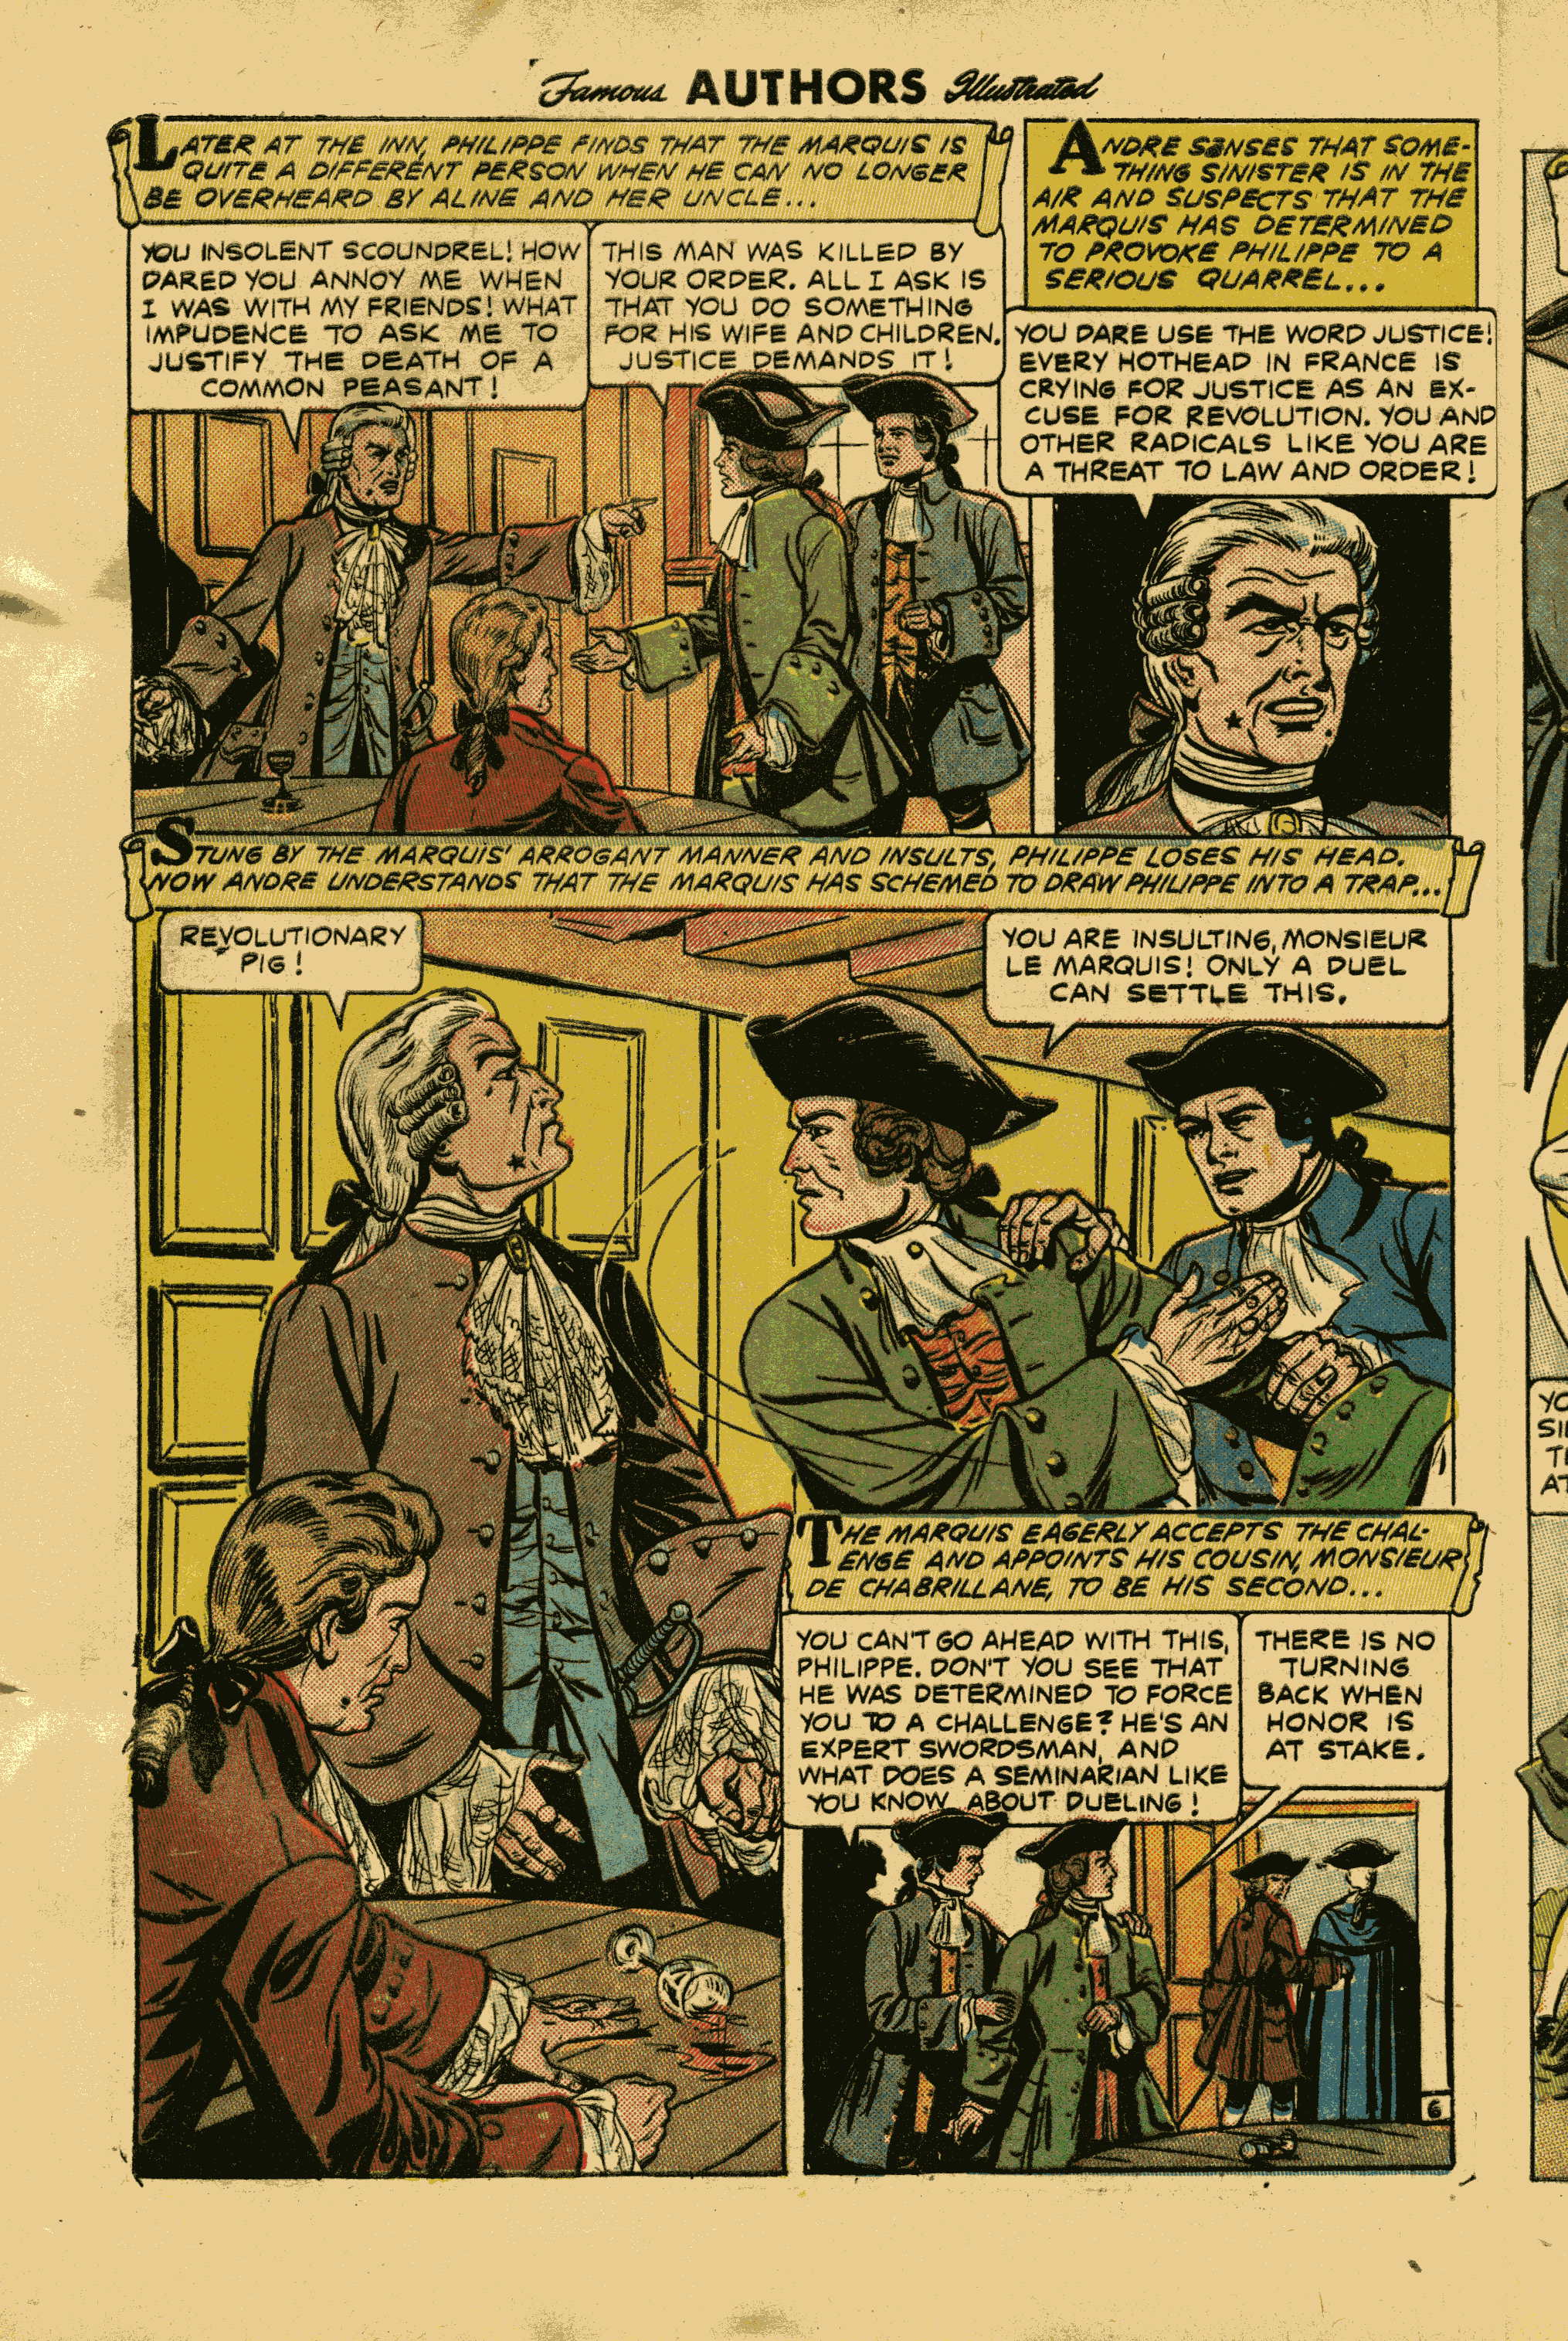 Famous AUTHORS Illustrated
LATER AT THE INN, PHILIPPE FINDS THAT THE MARQUIS IS
QUITE A DIFFERENT PERSON WHEN HE CAN NO LONGER
BE OVERHEARD BY ALINE AND HER UNCLE...
YOU INSOLENT SCOUNDREL! HOW
DARED YOU ANNOY ME WHEN
I WAS WITH MY FRIENDS! WHAT
IMPUDENCE TO ASK ME TO
JUSTIFY THE DEATH OF A
COMMON PEASANT!
THIS MAN WAS KILLED BY
YOUR ORDER. ALL I ASK IS
THAT YOU DO SOMETHING
FOR HIS WIFE AND CHILDREN.
JUSTICE DEMANDS IT!
ANDRE SENSES THAT SOME-
THING SINISTER IS IN THE
AIR AND SUSPECTS THAT THE
MARQUIS HAS DETERMINED
TO PROVOKE PHILIPPE TO A
SERIOUS QUARREL...
YOU DARE USE THE WORD JUSTICE!
EVERY HOTHEAD IN FRANCE IS
CRYING FOR JUSTICE AS AN EX-
CUSE FOR REVOLUTION. YOU AND
OTHER RADICALS LIKE YOU ARE
A THREAT TO LAW AND ORDER!
STUNG BY THE MARQUIS' ARROGANT MANNER AND INSULTS, PHILIPPE LOSES HIS HEAD.
NOW ANDRE UNDERSTANDS THAT THE MARQUIS HAS SCHEMED TO DRAW PHILIPPE INTO A TRAP...
REVOLUTIONARY
PIG!
YOU ARE INSULTING, MONSIEUR
LE MARQUIS! ONLY A DUEL
CAN SETTLE THIS.
THE MARQUIS EAGERLY ACCEPTS THE CHAL-
ENGE AND APPOINTS HIS COUSIN, MONSIEUR
DE CHABRILLANE, TO BE HIS SECOND...
YOU CAN'T GO AHEAD WITH THIS,
PHILIPPE. DON'T YOU SEE THAT
HE WAS DETERMINED TO FORCE
YOU TO A CHALLENGE? HE'S AN
EXPERT SWORDSMAN, AND
WHAT DOES A SEMINARIAN LIKE
YOU KNOW ABOUT DUELING!
THERE IS NO
TURNING
BACK WHEN
HONOR IS
AT STAKE.
6